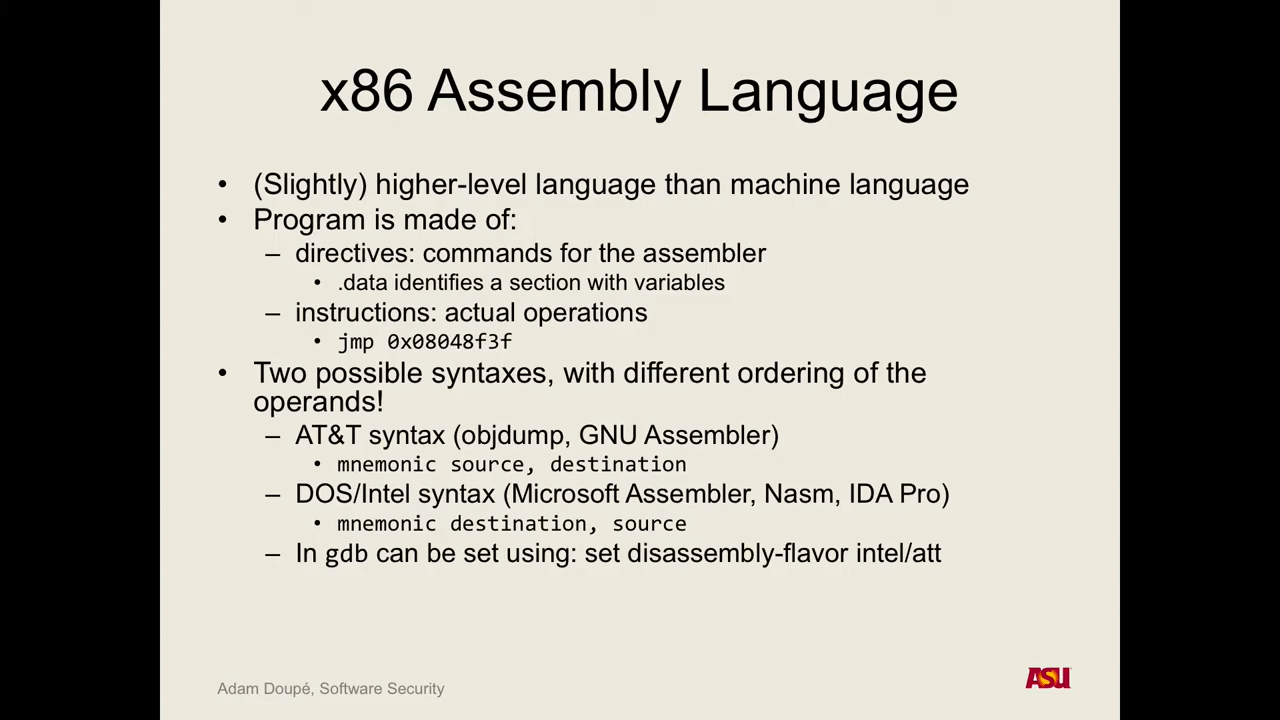 x86 Assembly Language
• (Slightly) higher-level language than machine language
• Program is made of:
– directives: commands for the assembler
• .data identifies a section with variables
– instructions: actual operations
• jmp 0x08048f3f
• Two possible syntaxes, with different ordering of the
operands!
– AT&T syntax (objdump, GNU Assembler)
• mnemonic source, destination
– DOS/Intel syntax (Microsoft Assembler, Nasm, IDA Pro)
• mnemonic destination, source
– In gdb can be set using: set disassembly-flavor intel/att
Adam Doupé, Software Security
ASU